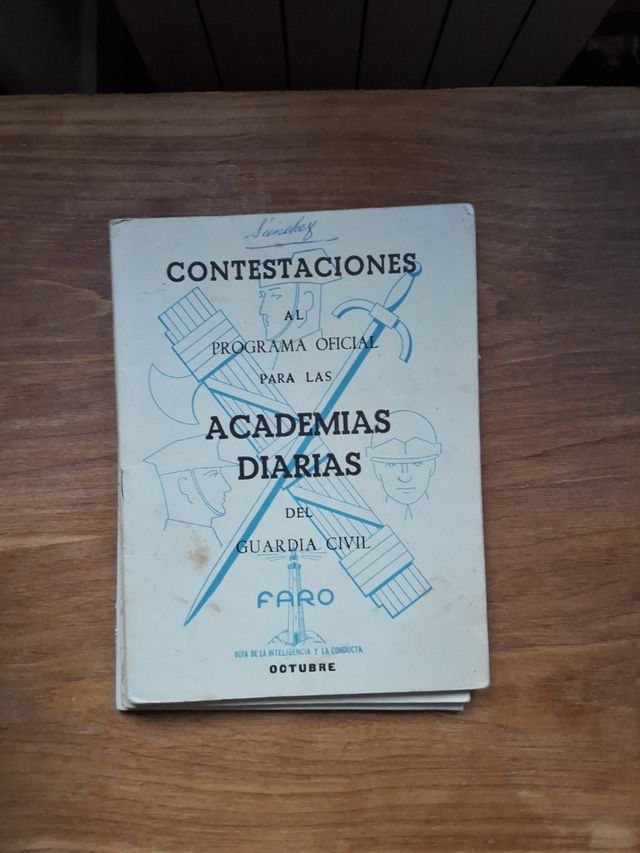 Sánchez
CONTESTACIONES
AL
PROGRAMA OFICIAL
PARA LAS
ACADEMIAS
DIARIAS
DEL
GUARDIA CIVIL
FARO
GUIA DE LA INTELIGENCIA Y LA CONDUCTA
OCTUBRE